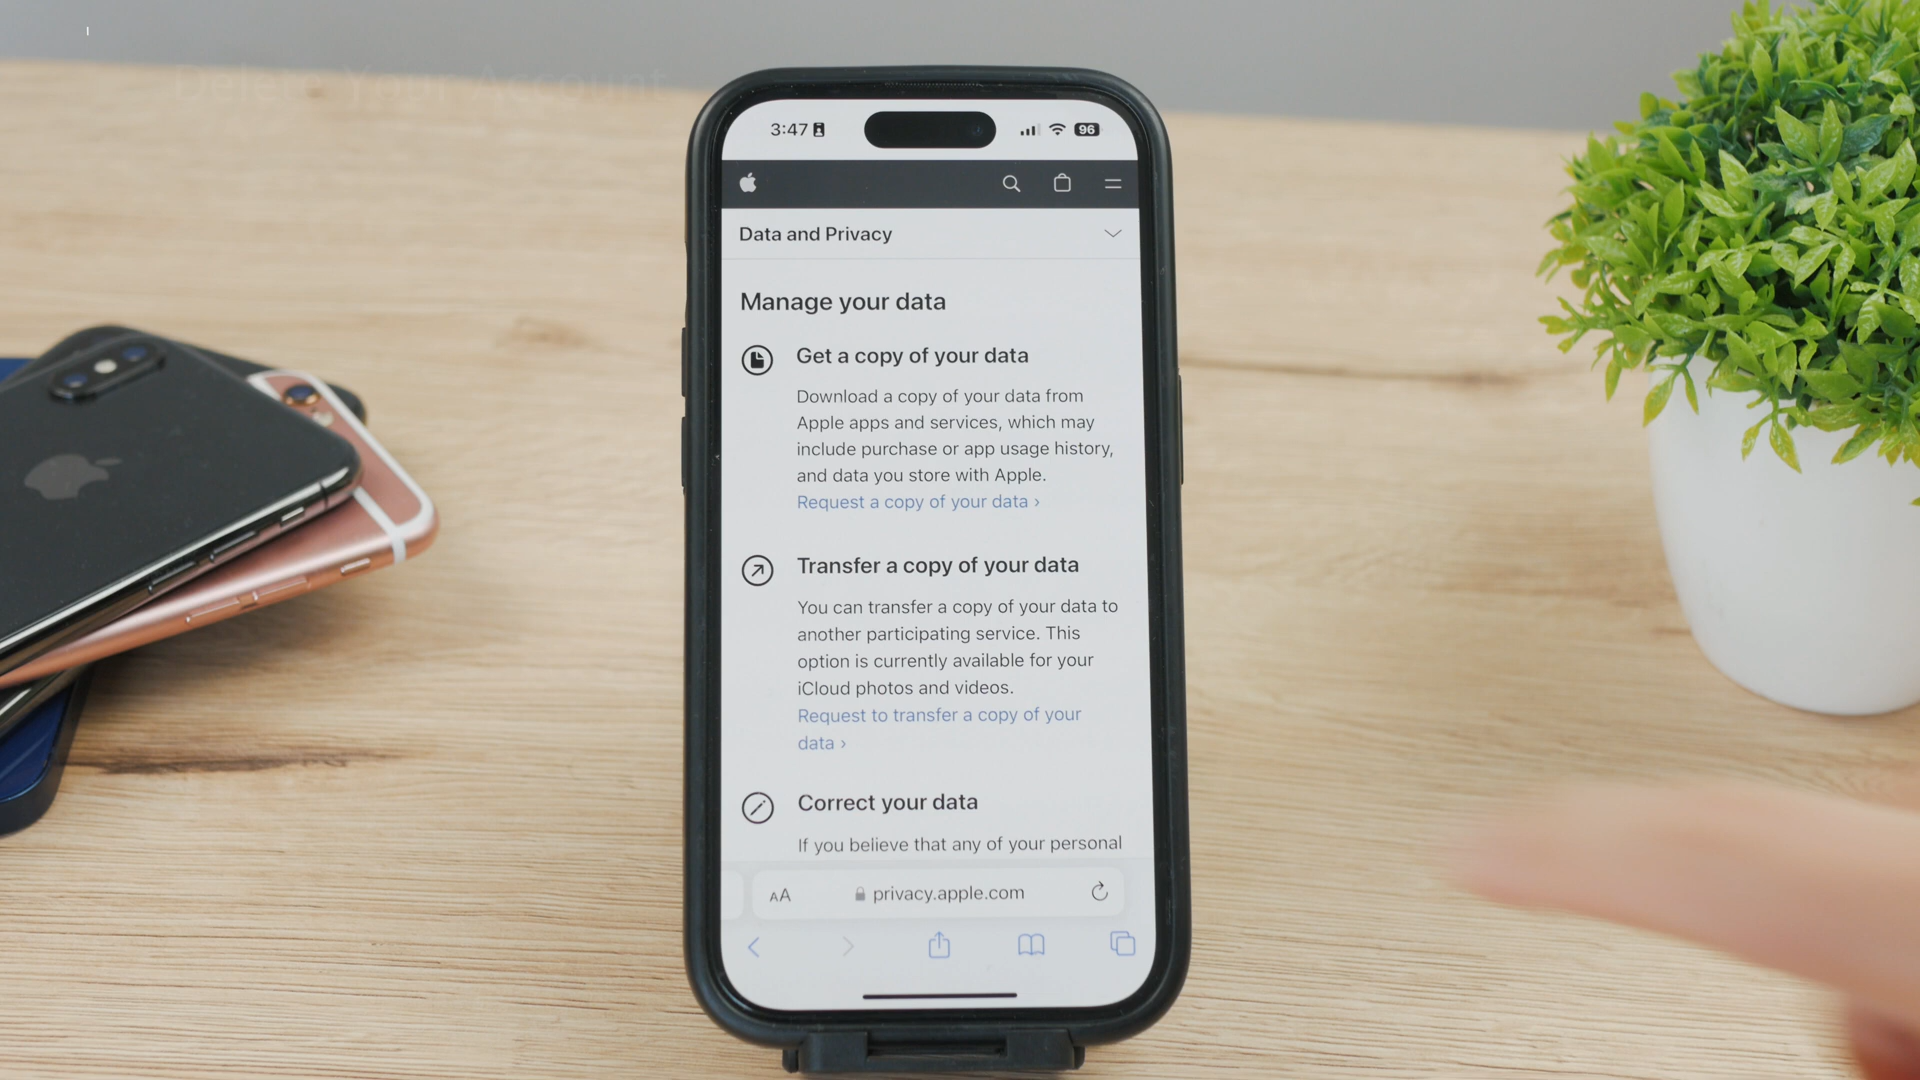 Delete Your Account
3:47
96
Data and Privacy
Manage your data
Get a copy of your data
Download a copy of your data from
Apple apps and services, which may
include purchase or app usage history,
and data you store with Apple.
Request a copy of your data ›
Transfer a copy of your data
You can transfer a copy of your data to
another participating service. This
option is currently available for your
iCloud photos and videos.
Request to transfer a copy of your
data ›
Correct your data
If you believe that any of your personal
AA privacy.apple.com